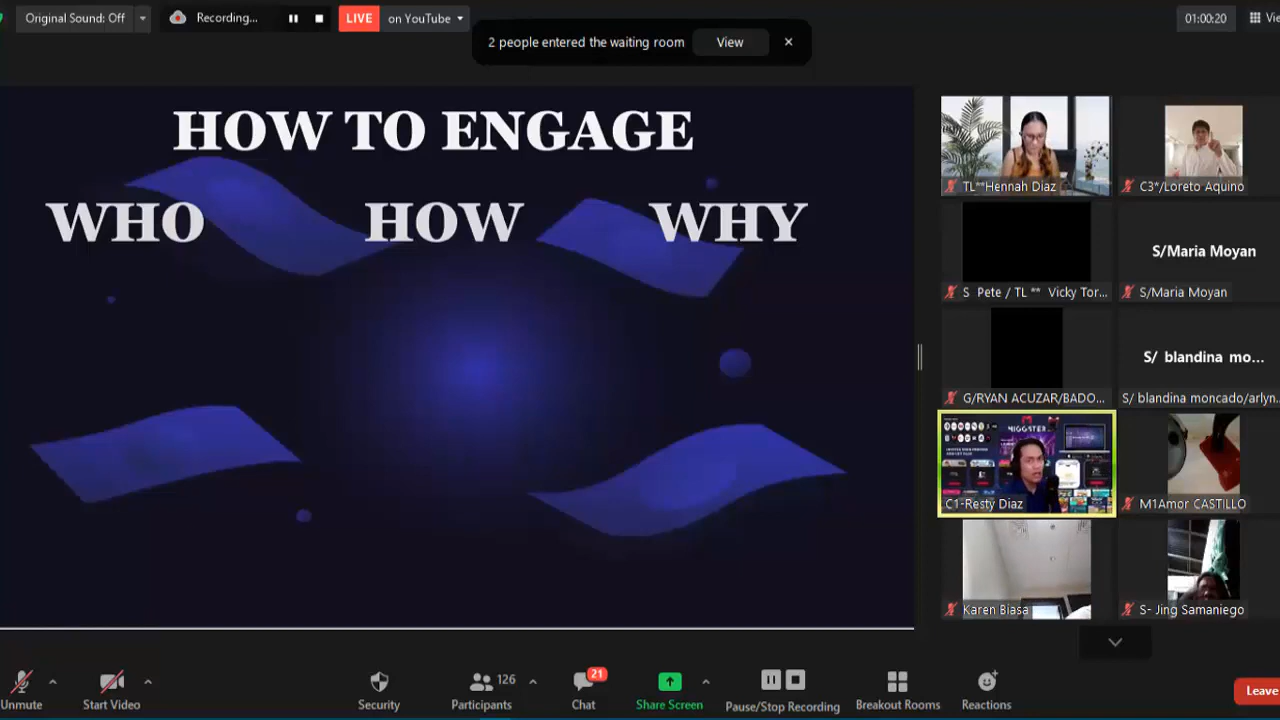 Original Sound: Off
Recording...
LIVE
on YouTube
2 people entered the waiting room
View
01:00:20
HOW TO ENGAGE
WHO HOW WHY
TL**Hennah Diaz
C3*/Loreto Aquino
S Pete / TL ** Vicky Tor...
S/Maria Moyan
S/Maria Moyan
G/RYAN ACUZAR/BADO...
S/ blandina mo...
S/ blandina moncado/arlyn...
MIGGSTER
C1-Resty Diaz
M1Amor CASTILLO
Karen Biasa
S- Jing Samaniego
Unmute
Start Video
Security
126
Participants
21
Chat
Share Screen
Pause/Stop Recording
Breakout Rooms
Reactions
Leave